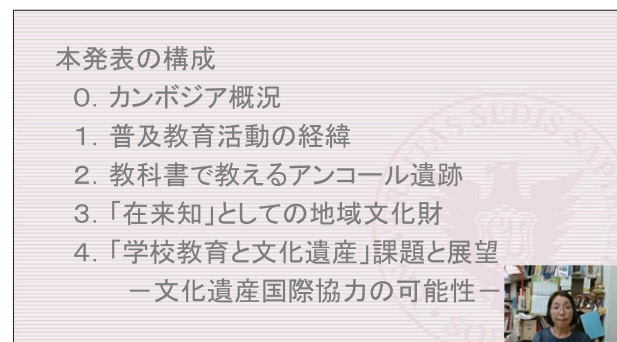 本発表の構成
0. カンボジア概況
1. 普及教育活動の経緯
2. 教科書で教えるアンコール遺跡
3. 「在来知」としての地域文化財
4. 「学校教育と文化遺産」課題と展望
－文化遺産国際協力の可能性－
SEDIS SA